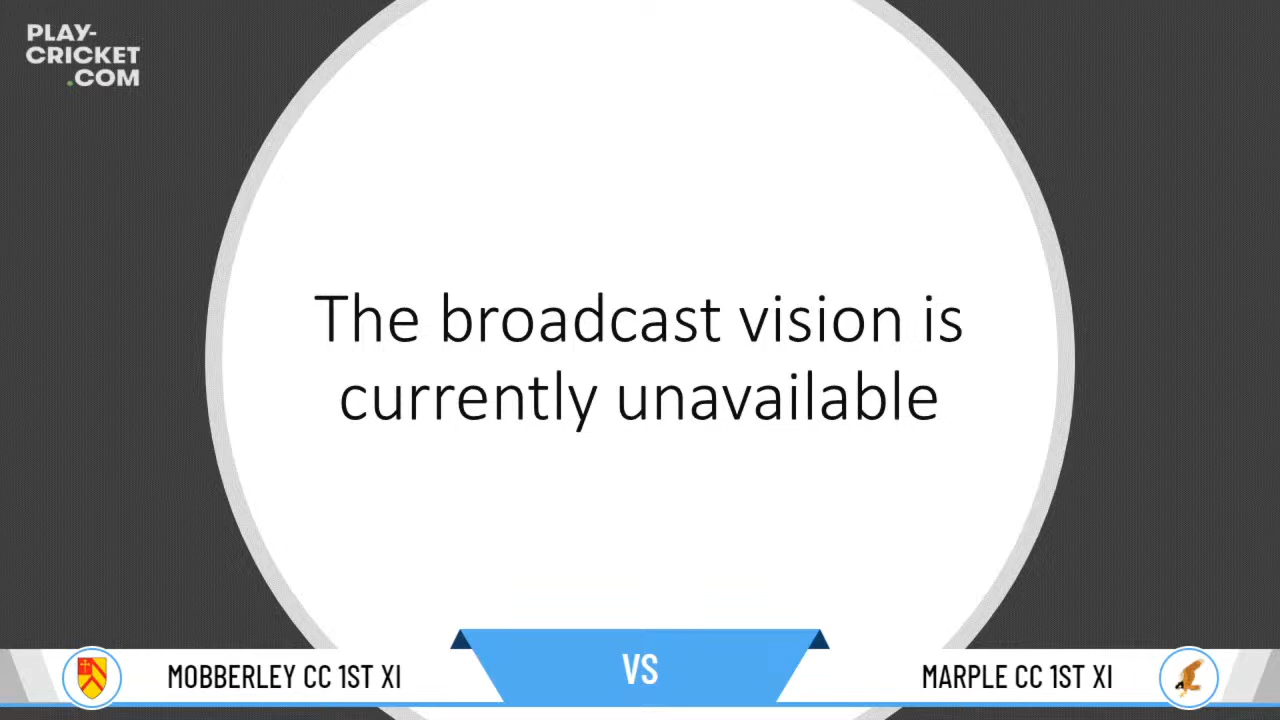 PLAY-
CRICKET
.COM
The broadcast vision is
currently unavailable
MOBBERLEY CC 1ST XI
VS
MARPLE CC 1ST XI